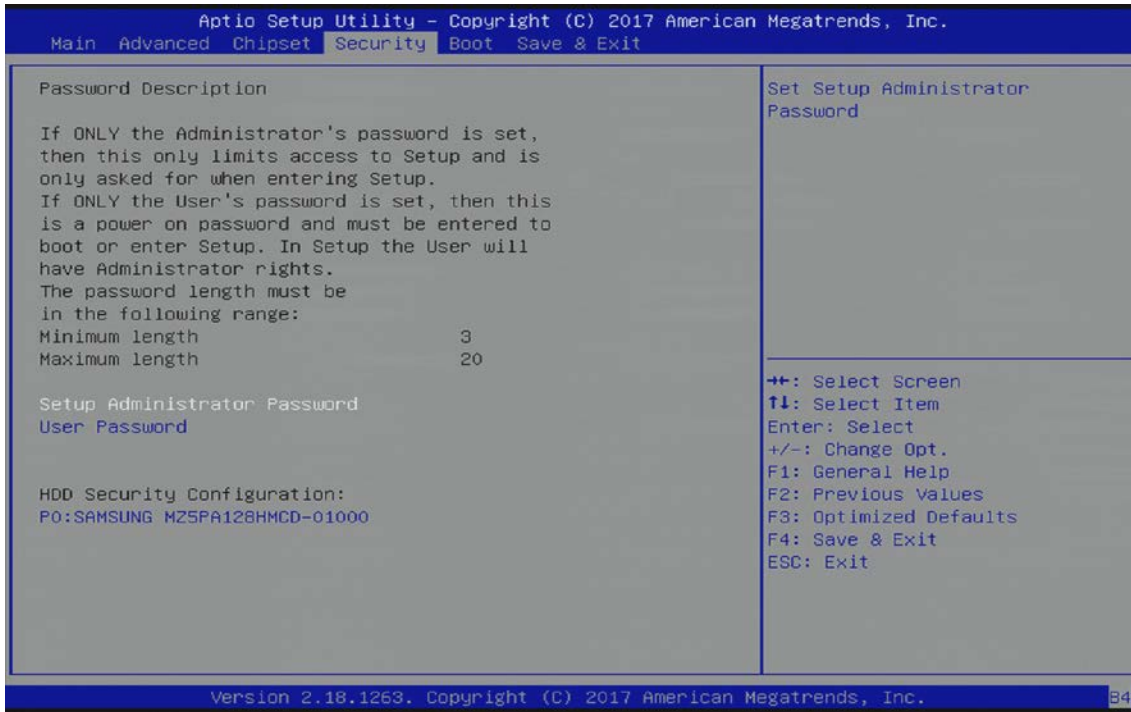 Aptio Setup Utility – Copyright (C) 2017 American Megatrends, Inc.
Main Advanced Chipset Security Boot Save & Exit
Password Description
If ONLY the Administrator's password is set,
then this only limits access to Setup and is
only asked for when entering Setup.
If ONLY the User's password is set, then this
is a power on password and must be entered to
boot or enter Setup. In Setup the User will
have Administrator rights.
The password length must be
in the following range:
Minimum length 3
Maximum length 20
Setup Administrator Password
User Password
HDD Security Configuration:
P0:SAMSUNG MZ5PA128HMCD-01000
Set Setup Administrator
Password
→←: Select Screen
↑↓: Select Item
Enter: Select
+/-: Change Opt.
F1: General Help
F2: Previous Values
F3: Optimized Defaults
F4: Save & Exit
ESC: Exit
Version 2.18.1263. Copyright (C) 2017 American Megatrends, Inc.
B4